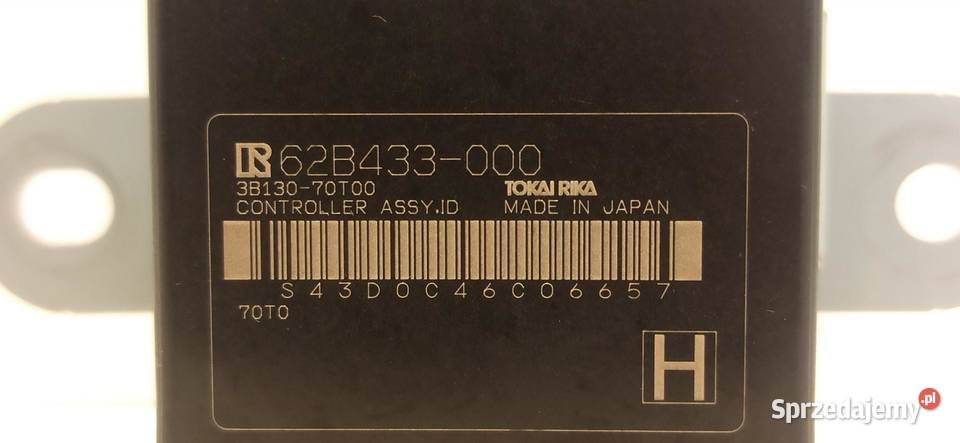 R 62B433-000
3B130-70T00 TOKAI RIKA
CONTROLLER ASSY,ID MADE IN JAPAN
S43D0C46C06657
70T0
H
Sprzedajemy.pl